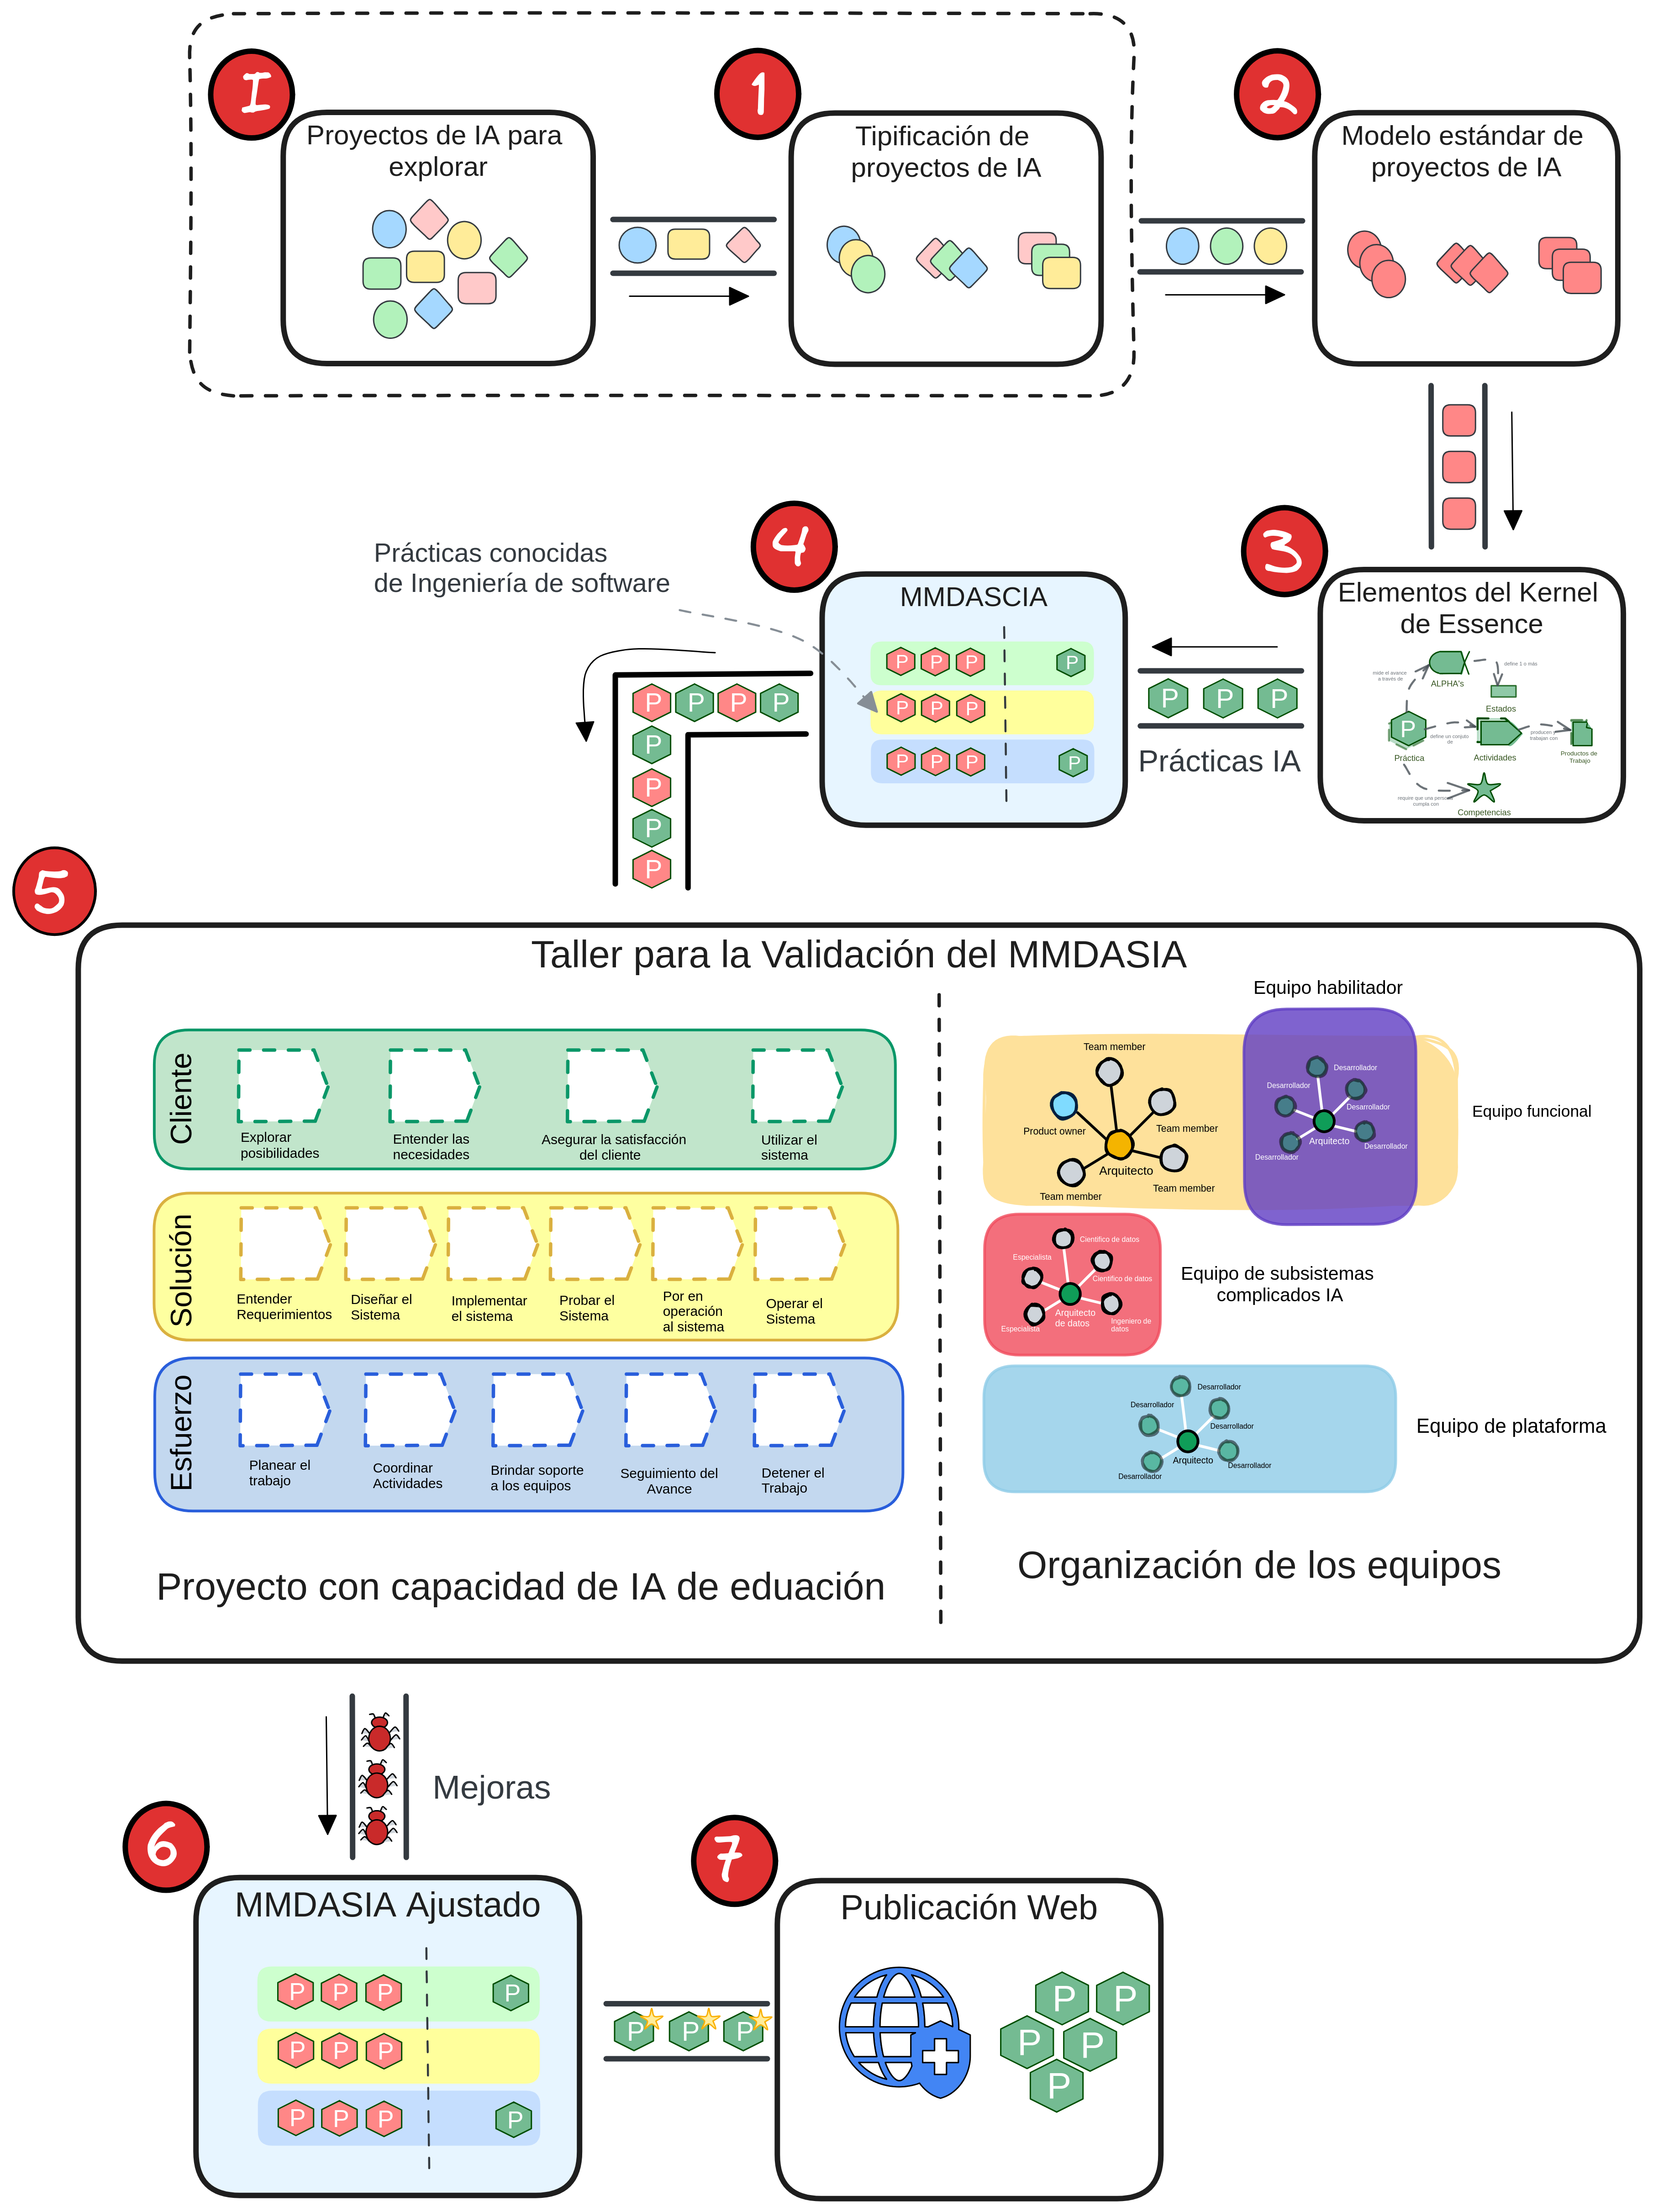 I
Proyectos de IA para
explorar
1
Tipificación de
proyectos de IA
2
Modelo estándar de
proyectos de IA
3
Elementos del Kernel
de Essence
mide el avance
a través de
ALPHA's
define 1 o más
Estados
P
Práctica
define un conjuto
de
Actividades
producen y
trabajan con
Productos de
Trabajo
require que una persona
cumpla con
Competencias
P P P
Prácticas IA
4
MMDASCIA
P P P P
P P P
P P P P
Prácticas conocidas
de Ingeniería de software
P P P P
P
P
P
P
5
Taller para la Validación del MMDASIA
Cliente
Explorar
posibilidades
Entender las
necesidades
Asegurar la satisfacción
del cliente
Utilizar el
sistema
Solución
Entender
Requerimientos
Diseñar el
Sistema
Implementar
el sistema
Probar el
Sistema
Por en
operación
al sistema
Operar el
Sistema
Esfuerzo
Planear el
trabajo
Coordinar
Actividades
Brindar soporte
a los equipos
Seguimiento del
Avance
Detener el
Trabajo
Proyecto con capacidad de IA de eduación
Equipo habilitador
Team member
Product owner
Team member
Arquitecto
Team member
Team member
Desarrollador
Desarrollador
Desarrollador
Arquitecto
Desarrollador
Desarrollador
Equipo funcional
Cientifico de datos
Especialista
Cientifico de datos
Arquitecto
de datos
Ingeniero de
datos
Especialista
Equipo de subsistemas
complicados IA
Desarrollador
Desarrollador
Desarrollador
Arquitecto
Desarrollador
Desarrollador
Equipo de plataforma
Organización de los equipos
Mejoras
6
MMDASIA Ajustado
P P P P
P P P
P P P P
P P P
7
Publicación Web
P P
P P
P